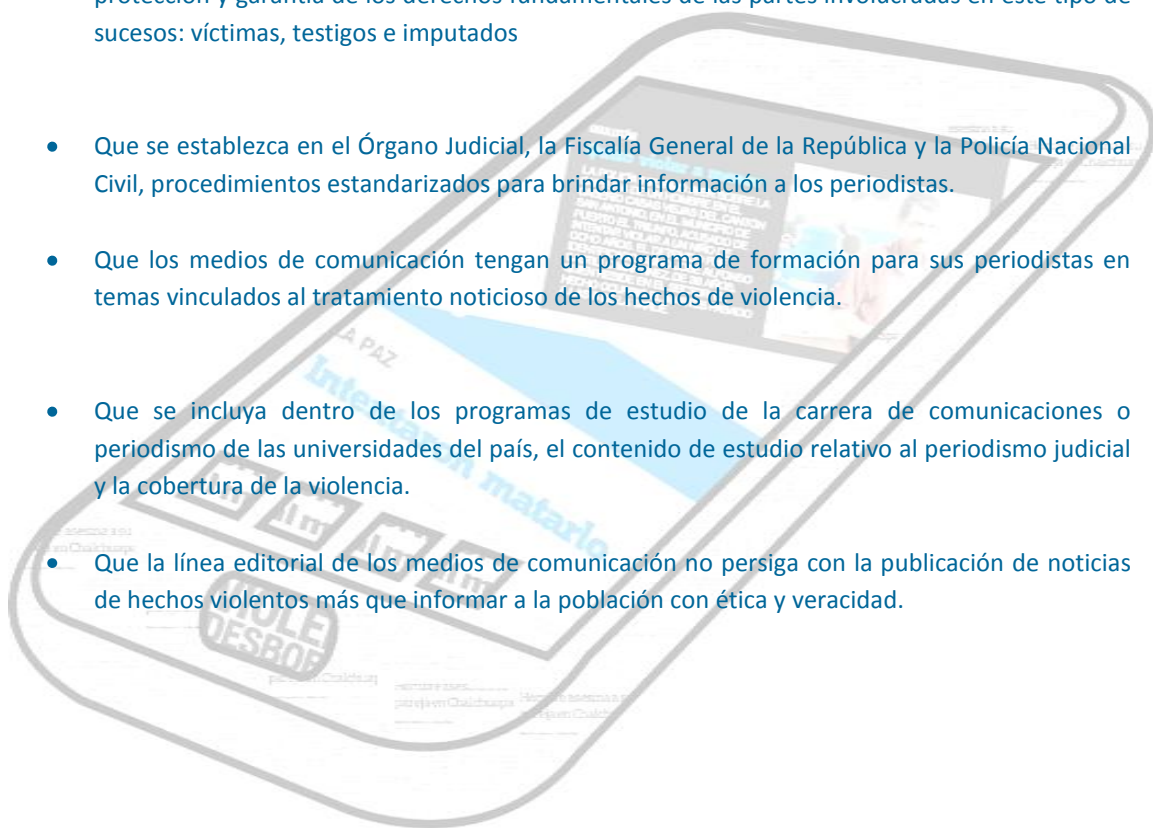 protección y garantía de los derechos fundamentales de las partes involucradas en este tipo de
sucesos: víctimas, testigos e imputados
• Que se establezca en el Órgano Judicial, la Fiscalía General de la República y la Policía Nacional
Civil, procedimientos estandarizados para brindar información a los periodistas.
• Que los medios de comunicación tengan un programa de formación para sus periodistas en
temas vinculados al tratamiento noticioso de los hechos de violencia.
LA PAZ
Intentaron matarlo
• Que se incluya dentro de los programas de estudio de la carrera de comunicaciones o
periodismo de las universidades del país, el contenido de estudio relativo al periodismo judicial
y la cobertura de la violencia.
• Que la línea editorial de los medios de comunicación no persiga con la publicación de noticias
de hechos violentos más que informar a la población con ética y veracidad.